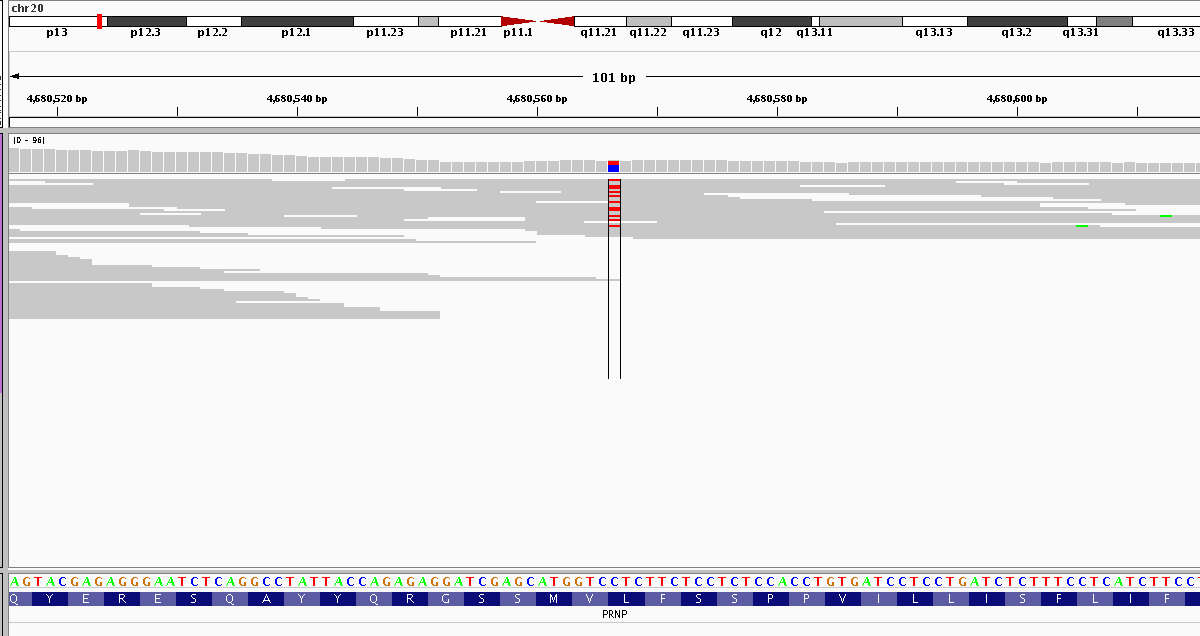 chr20
p13 p12.3 p12.2 p12.1 p11.23 p11.21 p11.1 q11.21 q11.22 q11.23 q12 q13.11 q13.13 q13.2 q13.31 q13.33
101 bp
4,680,520 bp 4,680,540 bp 4,680,560 bp 4,680,580 bp 4,680,600 bp
[0 - 96]
AGTACGAGAGGGAATCTCAGGCCTATTACCAGAGAGGATCGAGCATGGTCCTCTTCTCCTCTCCACCTGTGATCCTCCTGATCTCTTTCCTCATCTTCCT
Q Y E R E S Q A Y Y Q R G S S M V L F S S P P V I L L I S F L I F
PRNP